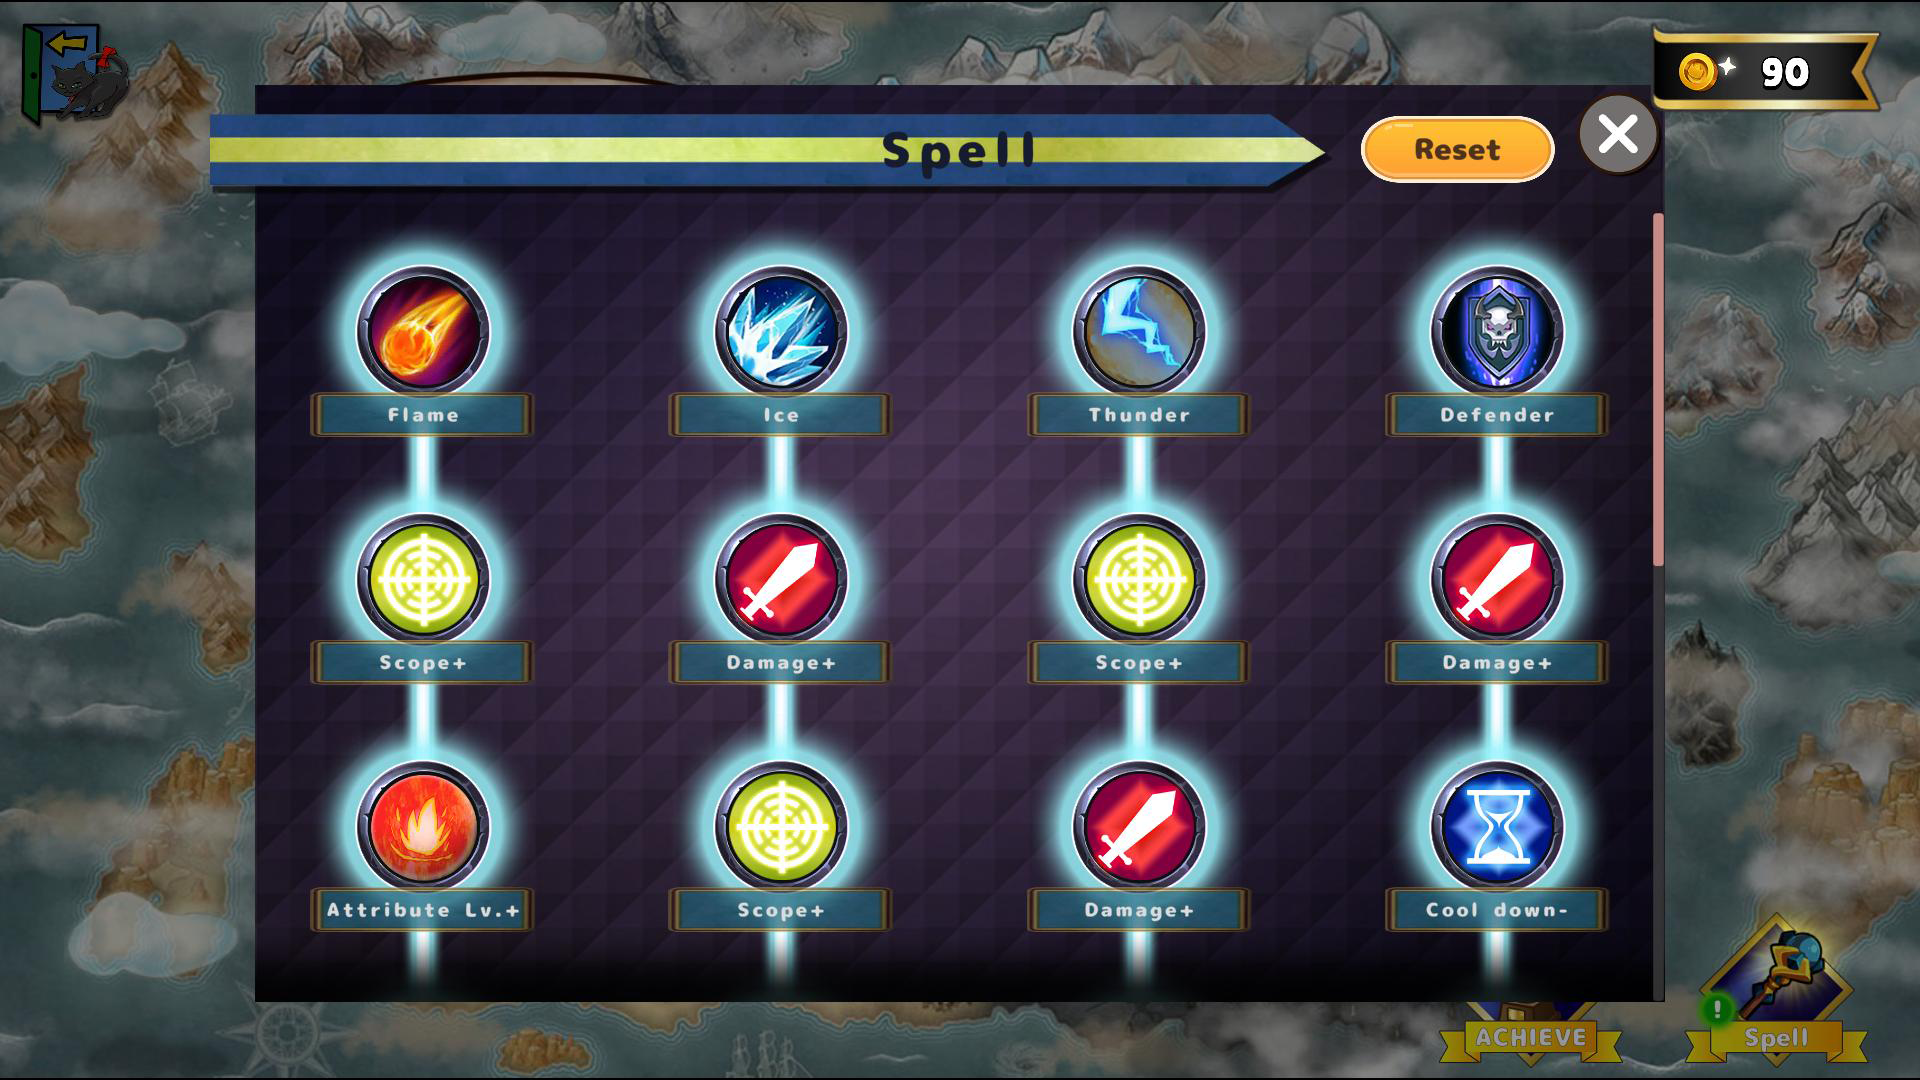 90
Spell
Reset
Flame
Ice
Thunder
Defender
Scope+
Damage+
Scope+
Damage+
Attribute Lv.+
Scope+
Damage+
Cool down-
!
ACHIEVE
Spell